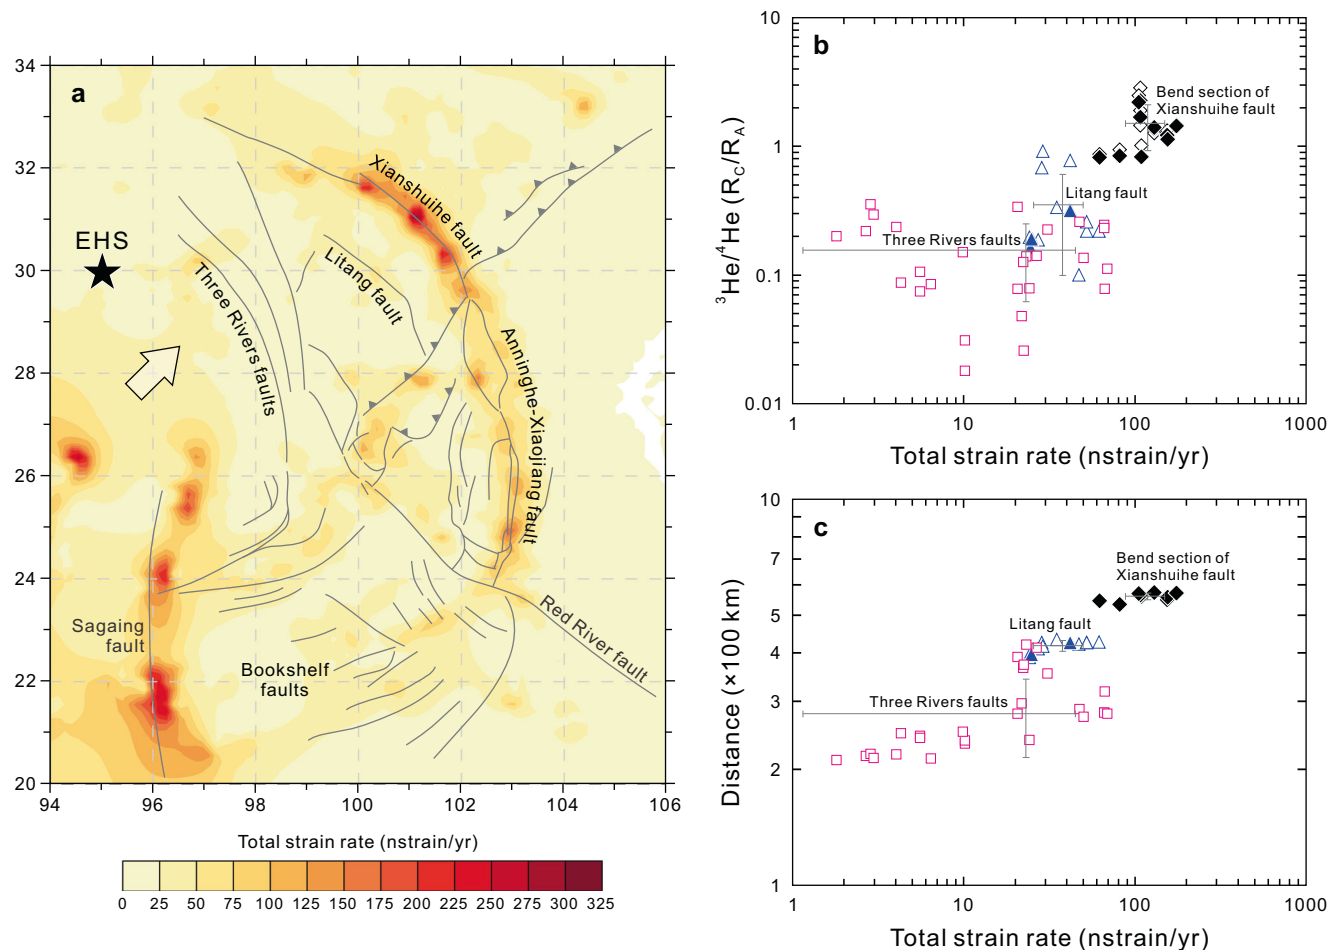 a
34
32
30
28
26
24
22
20
94
96
98
100
102
104
106
EHS
Xianshuihe fault
Litang fault
Three Rivers faults
Anninghe-Xiaojiang fault
Red River fault
Sagaing
fault
Bookshelf
faults
Total strain rate (nstrain/yr)
0 25 50 75 100 125 150 175 200 225 250 275 300 325
b
10
1
0.1
0.01
³He/⁴He (R_C/R_A)
Bend section of
Xianshuihe fault
Litang fault
Three Rivers faults
1 10 100 1000
Total strain rate (nstrain/yr)
c
10
7
5
4
3
2
1
Distance (×100 km)
Bend section of
Xianshuihe fault
Litang fault
Three Rivers faults
1 10 100 1000
Total strain rate (nstrain/yr)